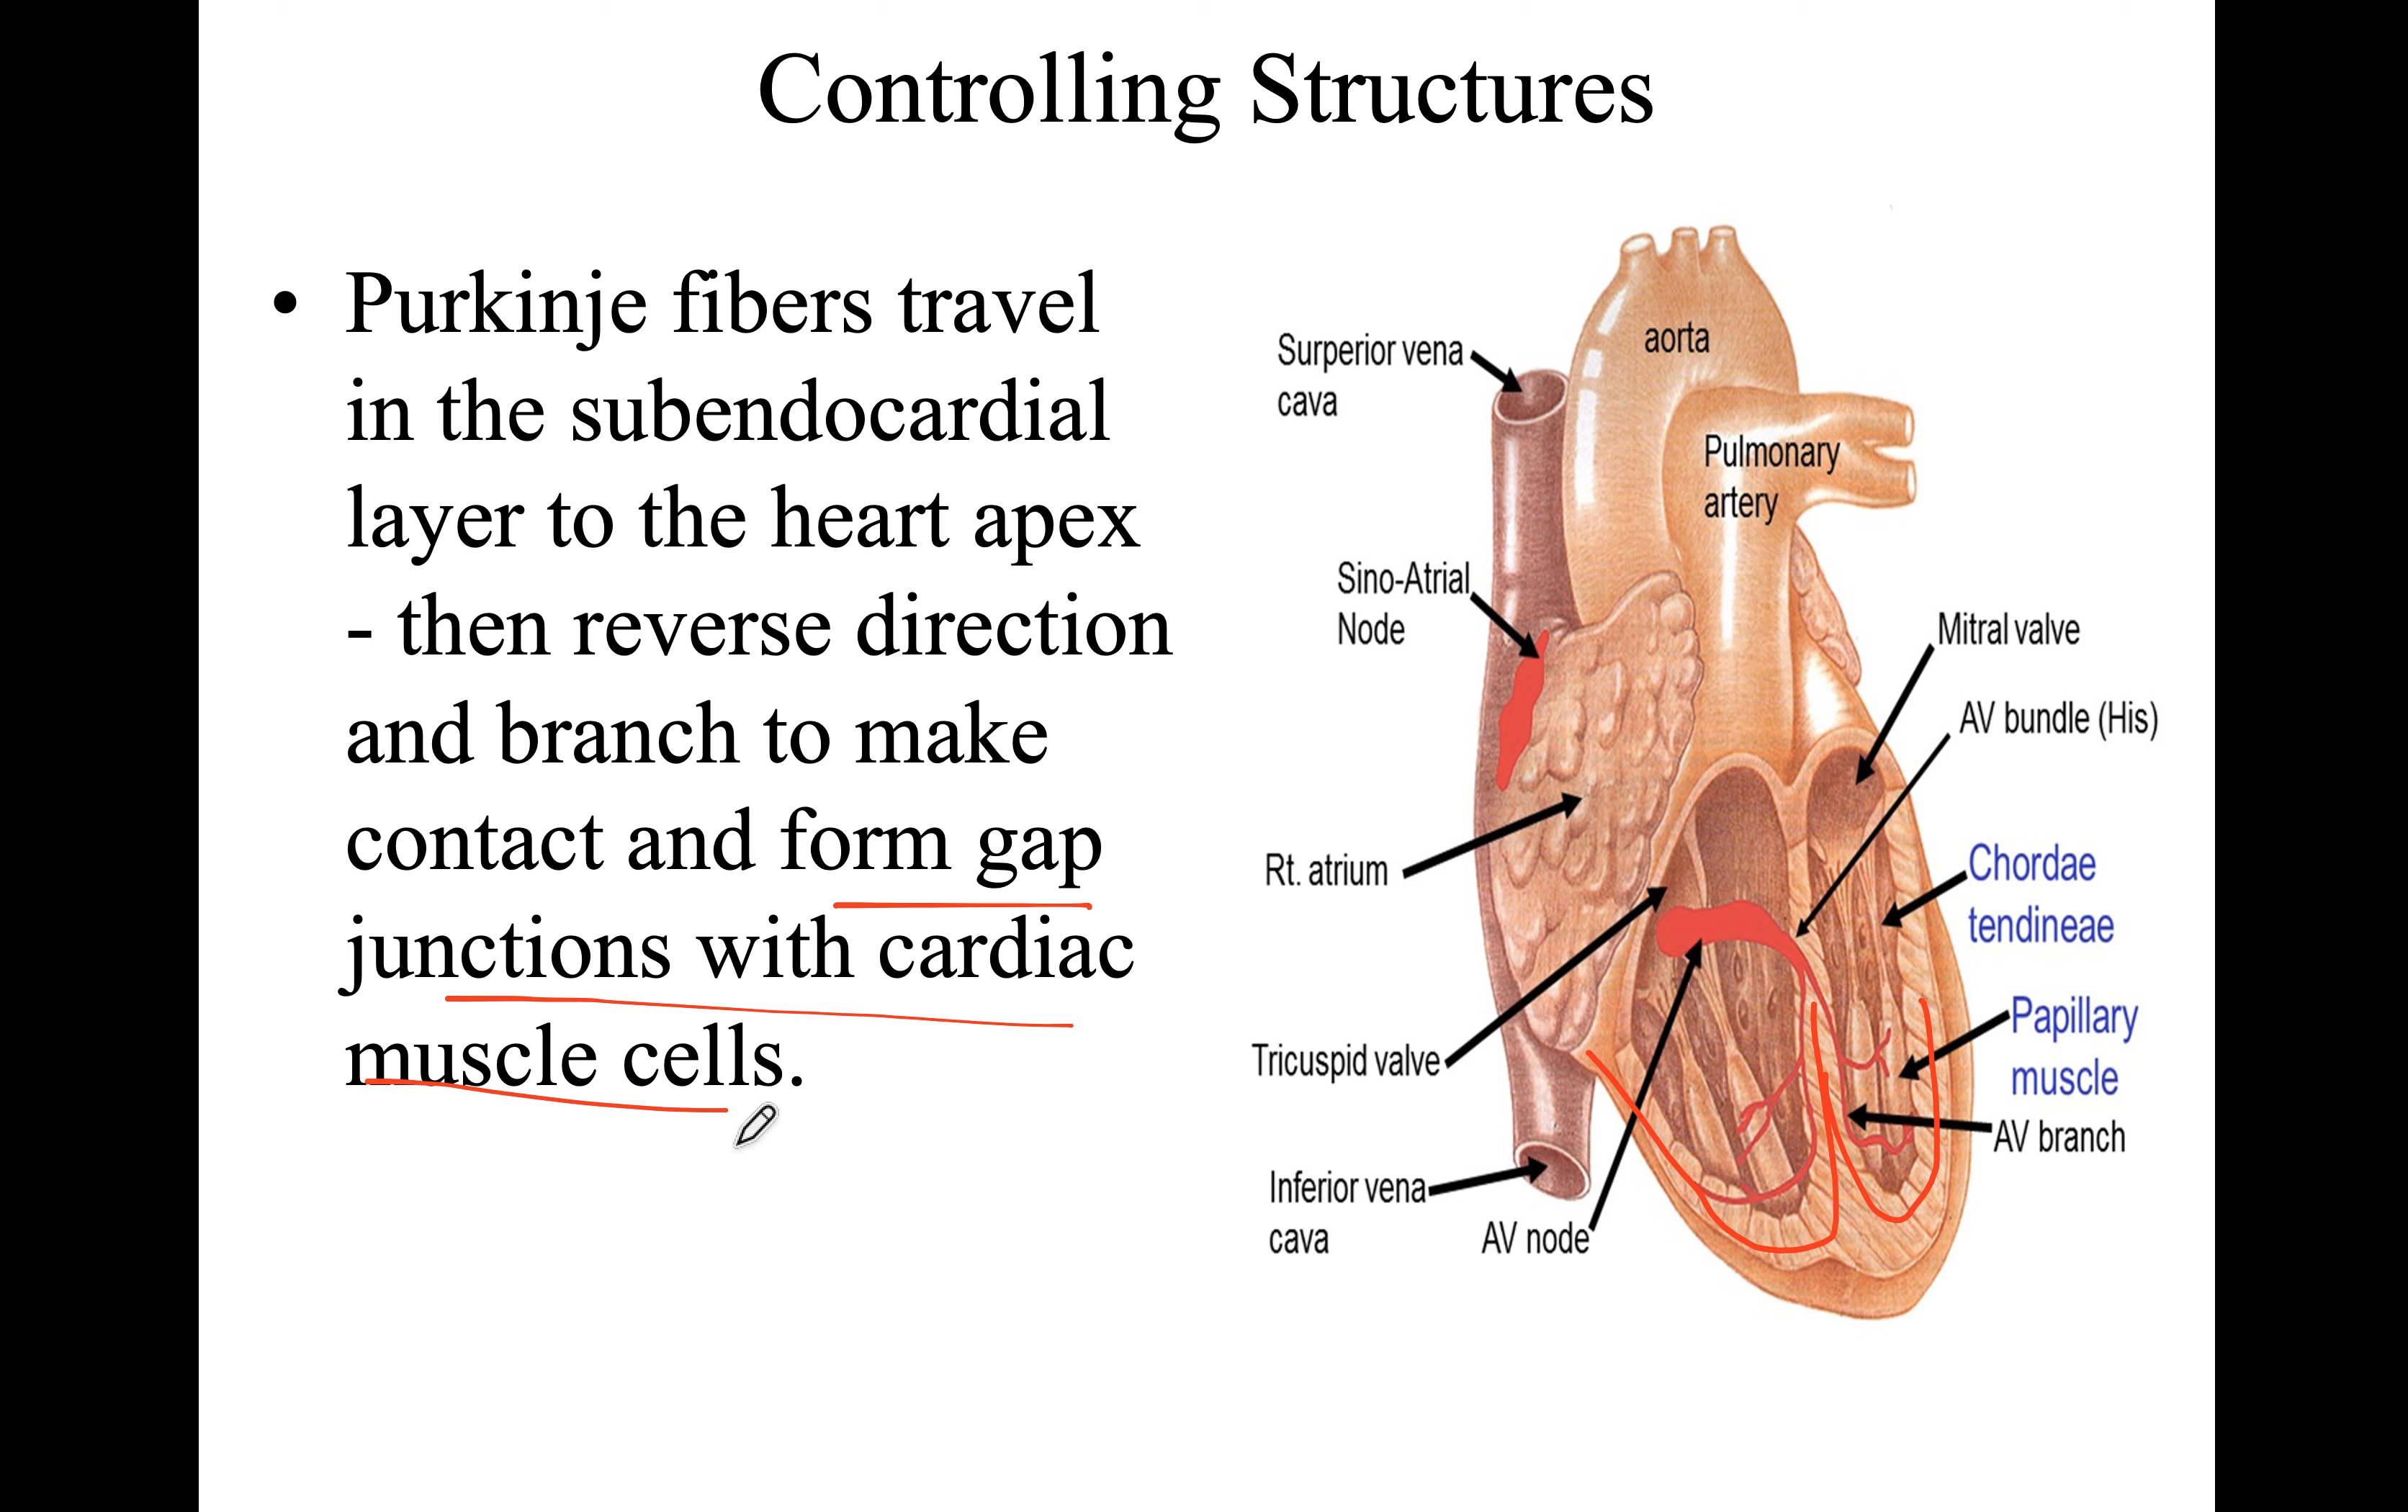 Controlling Structures
• Purkinje fibers travel
in the subendocardial
layer to the heart apex
- then reverse direction
and branch to make
contact and form gap
junctions with cardiac
muscle cells.
aorta
Surperior vena
cava
Pulmonary
artery
Sino-Atrial
Node
Mitral valve
AV bundle (His)
Rt. atrium
Chordae
tendineae
Tricuspid valve
Papillary
muscle
AV branch
Inferior vena
cava
AV node